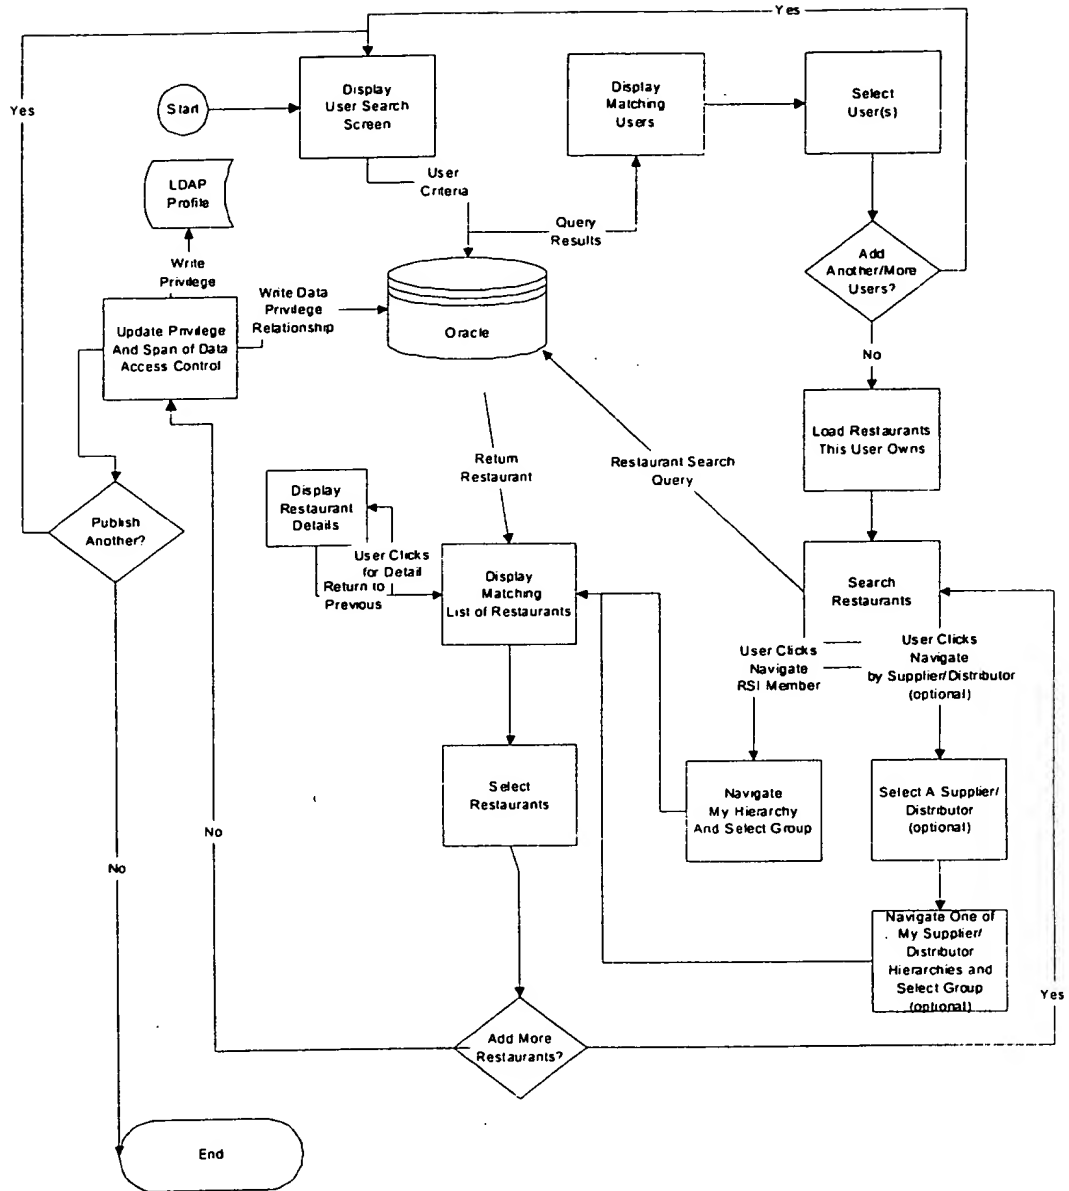 Yes
Yes
Start
Display
User Search
Screen
Display
Matching
Users
Select
User(s)
LDAP
Profile
User
Criteria
Query
Results
Write
Privilege
Write Data
Privilege
Relationship
Update Privilege
And Span of Data
Access Control
Oracle
Add
Another/More
Users?
No
Load Restaurants
This User Owns
Return
Restaurant
Restaurant Search
Query
Display
Restaurant
Details
Publish
Another?
User Clicks
for Detail
Return to
Previous
Display
Matching
List of Restaurants
Search
Restaurants
User Clicks
Navigate
RSI Member
User Clicks
Navigate
by Supplier/Distributor
(optional)
Select
Restaurants
Navigate
My Hierarchy
And Select Group
Select A Supplier/
Distributor
(optional)
No
No
Navigate One of
My Supplier/
Distributor
Hierarchies and
Select Group
(optional)
Yes
Add More
Restaurants?
End